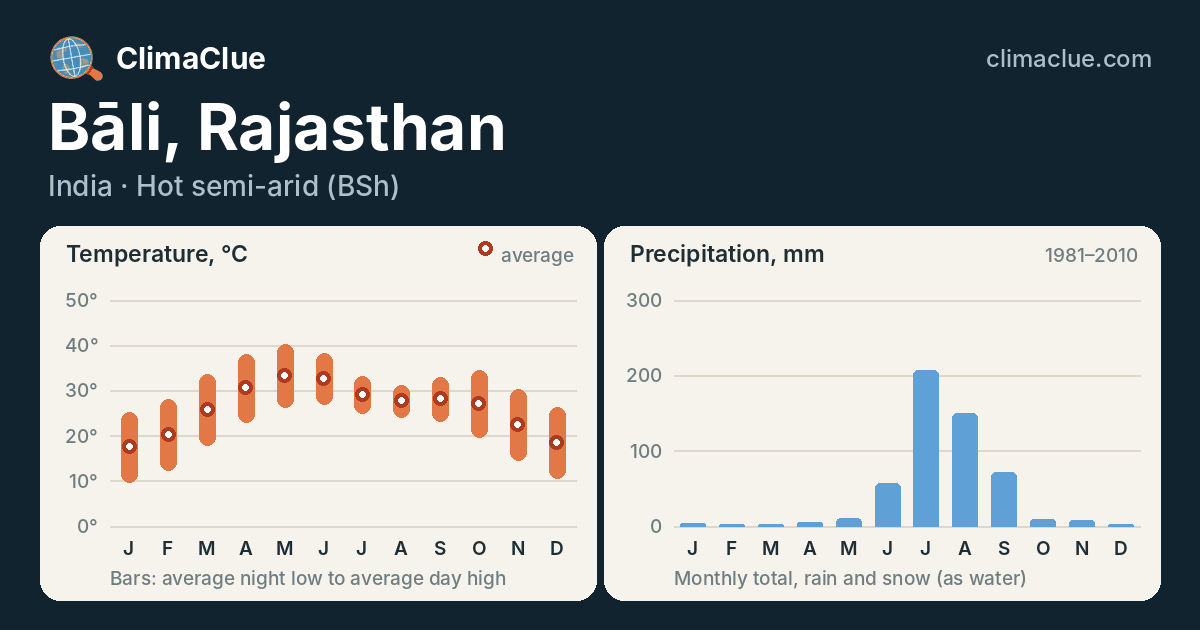 ClimaClue
climaclue.com
Bāli, Rajasthan
India · Hot semi-arid (BSh)
Temperature, °C
average
50°
40°
30°
20°
10°
0°
J F M A M J J A S O N D
Bars: average night low to average day high
Precipitation, mm
1981–2010
300
200
100
0
J F M A M J J A S O N D
Monthly total, rain and snow (as water)